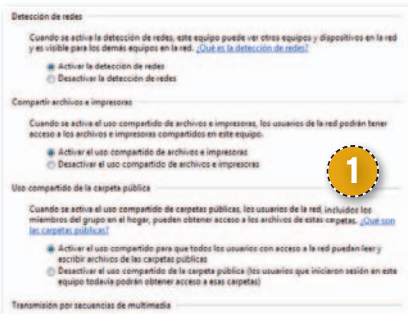 Detección de redes
Cuando se activa la detección de redes, este equipo puede ver otros equipos y dispositivos en la red
y es visible para los demás equipos en la red. ¿Qué es la detección de redes?
Activar la detección de redes
Desactivar la detección de redes
Compartir archivos e impresoras
Cuando se activa el uso compartido de archivos e impresoras, los usuarios de la red podrán tener
acceso a los archivos e impresoras compartidos en este equipo.
Activar el uso compartido de archivos e impresoras
Desactivar el uso compartido de archivos e impresoras
1
Uso compartido de la carpeta pública
Cuando se activa el uso compartido de carpetas públicas, los usuarios de la red, incluidos los
miembros del grupo en el hogar, pueden obtener acceso a los archivos de estas carpetas. ¿Qué son
las carpetas públicas?
Activar el uso compartido para que todos los usuarios con acceso a la red puedan leer y
escribir archivos de las carpetas públicas
Desactivar el uso compartido de la carpeta pública (los usuarios que iniciaron sesión en este
equipo todavía podrán obtener acceso a esas carpetas)
Transmisión por secuencias de multimedia